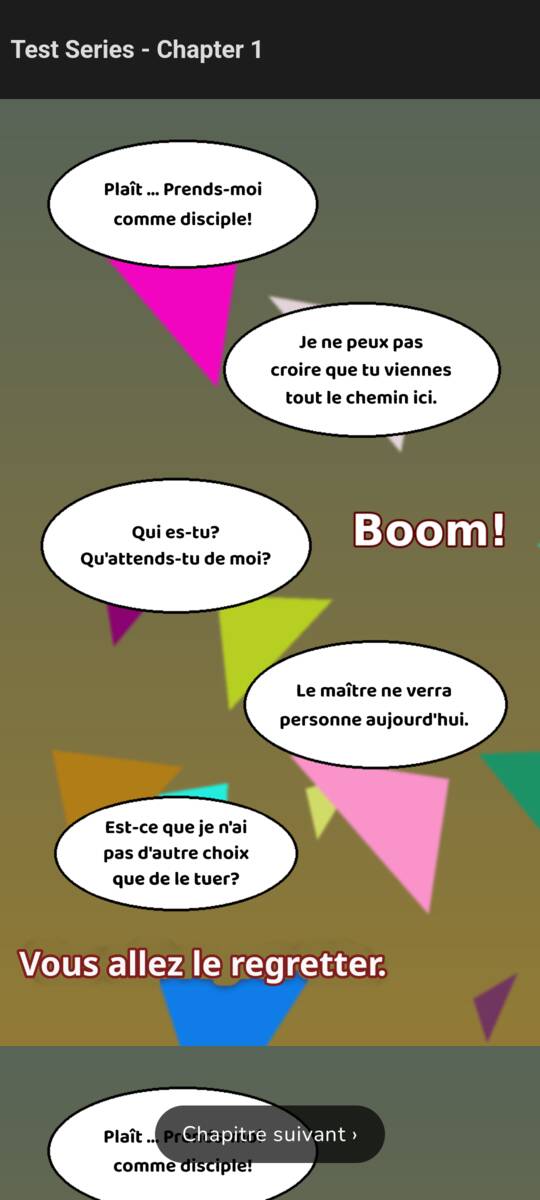 Test Series - Chapter 1
Plaît ... Prends-moi
comme disciple!
Je ne peux pas
croire que tu viennes
tout le chemin ici.
Qui es-tu?
Qu'attends-tu de moi?
Boom!
Le maître ne verra
personne aujourd'hui.
Est-ce que je n'ai
pas d'autre choix
que de le tuer?
Vous allez le regretter.
Plaît ... Prends-moi
comme disciple!
Chapitre suivant ›